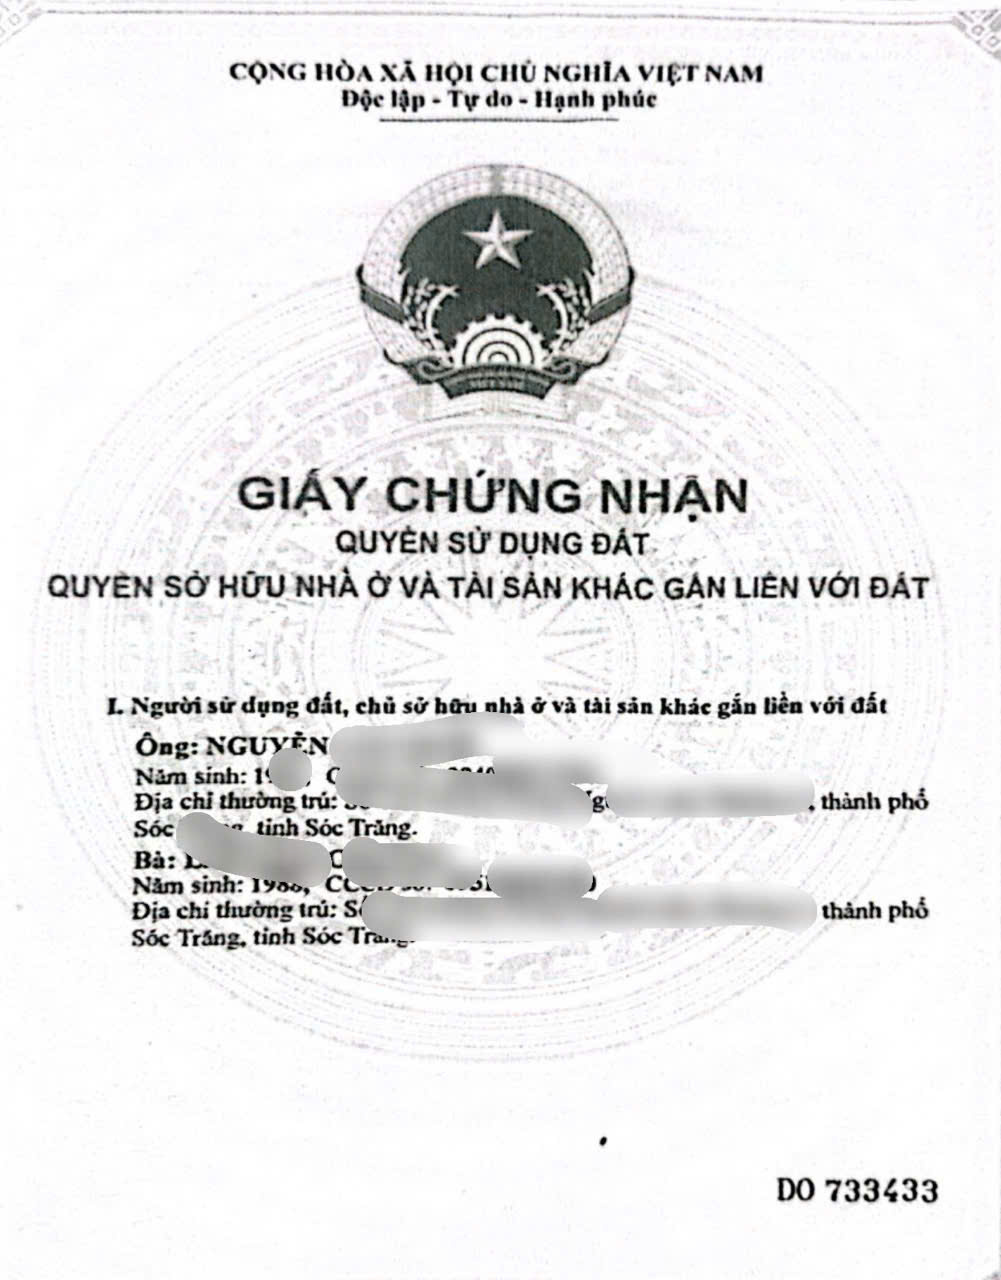 CỘNG HÒA XÃ HỘI CHỦ NGHĨA VIỆT NAM
Độc lập - Tự do - Hạnh phúc
GIẤY CHỨNG NHẬN
QUYỀN SỬ DỤNG ĐẤT
QUYỀN SỞ HỮU NHÀ Ở VÀ TÀI SẢN KHÁC GẮN LIỀN VỚI ĐẤT
I. Người sử dụng đất, chủ sở hữu nhà ở và tài sản khác gắn liền với đất
Ông: NGUYỄN
Năm sinh:
Địa chỉ thường trú: thành phố
Sóc tỉnh Sóc Trăng.
Bà:
Năm sinh:
Địa chỉ thường trú: thành phố
Sóc Trăng, tỉnh Sóc
DO 733433